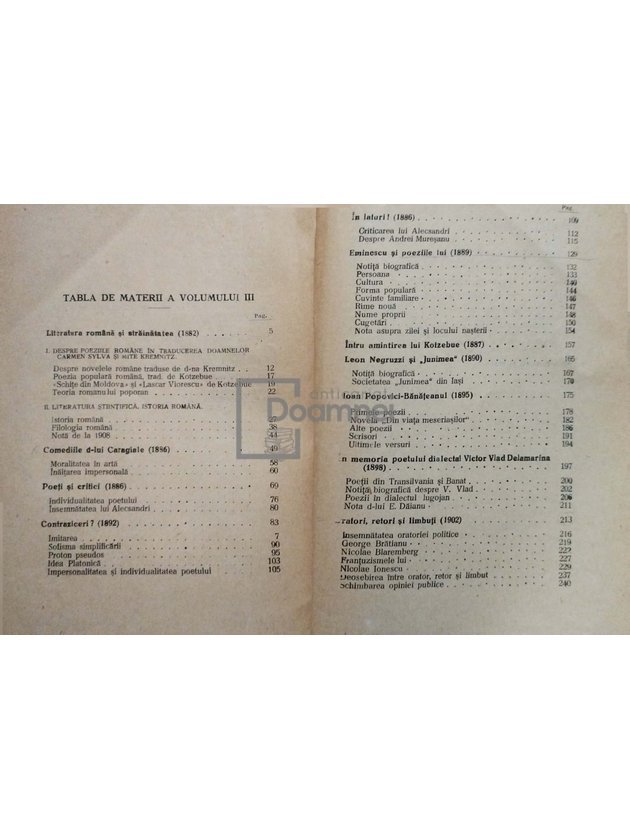 TABLA DE MATERII A VOLUMULUI III
Pag.
Literatura română și străinătatea (1882) 5
I. DESPRE POEZIILE ROMÂNE ÎN TRADUCEREA DOAMNELOR
CARMEN SYLVA ȘI MITE KREMNITZ.
Despre novelele române traduse de d-na Kremnitz 12
Poezia populară română, trad. de Kotzebue 17
„Schițe din Moldova" și „Lascar Viorescu" de Kotzebue 19
Teoria romanului poporan 22
II. LITERATURA ȘTIINȚIFICĂ, ISTORIA ROMÂNĂ.
Istoria română 27
Filologia română 38
Notă de la 1908 44
Comediile d-lui Caragiale (1886) 49
Moralitatea în artă 58
Înălțarea impersonală 60
Poeți și critici (1886) 69
Individualitatea poetului 76
Însemnătatea lui Alecsandri 80
Contraziceri? (1892) 83
Imitarea 7
Sofisma simplificării 90
Proton pseudos 95
Idea Platonică 103
Impersonalitatea și individualitatea poetului 105
Pag.
În laturi! (1886) 109
Criticarea lui Alecsandri 112
Despre Andrei Mureșanu 115
Eminescu și poeziile lui (1889) 129
Notiță biografică 132
Persoana 133
Cultura 140
Forma populară 144
Cuvinte familiare 146
Rime nouă 147
Nume proprii 148
Cugetări 150
Nota asupra zilei și locului nașterii 154
Întru amintirea lui Kotzebue (1887) 157
Leon Negruzzi și „Junimea" (1890) 165
Notiță biografică 167
Societatea „Junimea" din Iași 170
Ioan Popovici-Bănățeanul (1895) 175
Primele poezii 178
Novela „Din viața meseriașilor" 182
Alte poezii 186
Scrisori 191
Ultimele versuri 194
în memoria poetului dialectal Victor Vlad Delamarina
(1898) 197
Poeții din Transilvania și Banat 200
Notiță biografică despre V. Vlad 202
Poezii în dialectul lugojan 206
Nota d-lui E. Dăianu 211
Oratori, retori și limbuți (1902) 213
Însemnătatea oratoriei politice 216
George Brătianu 219
Nicolae Blaremberg 222
Franțuzismele lui 227
Nicolae Ionescu 229
Deosebirea între orator, retor și limbut 237
Schimbarea opiniei publice 240
anticariat
Doamnei